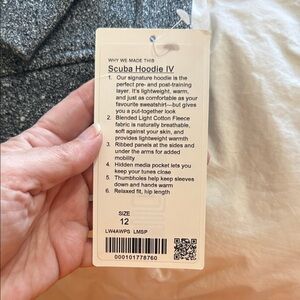 WHY WE MADE THIS
Scuba Hoodie IV
1. Our signature hoodie is the
perfect pre- and post-training
layer. It's lightweight, warm,
and just as comfortable as your
favourite sweatshirt—but gives
you a put-together look
2. Blended Light Cotton Fleece
fabric is naturally breathable,
soft against your skin, and
provides lightweight warmth
3. Ribbed panels at the sides and
under the arms for added
mobility
4. Hidden media pocket lets you
keep your tunes close
5. Thumbholes help keep sleeves
down and hands warm
6. Relaxed fit, hip length
SIZE
12
LW4AWPS LMSP
000101778760